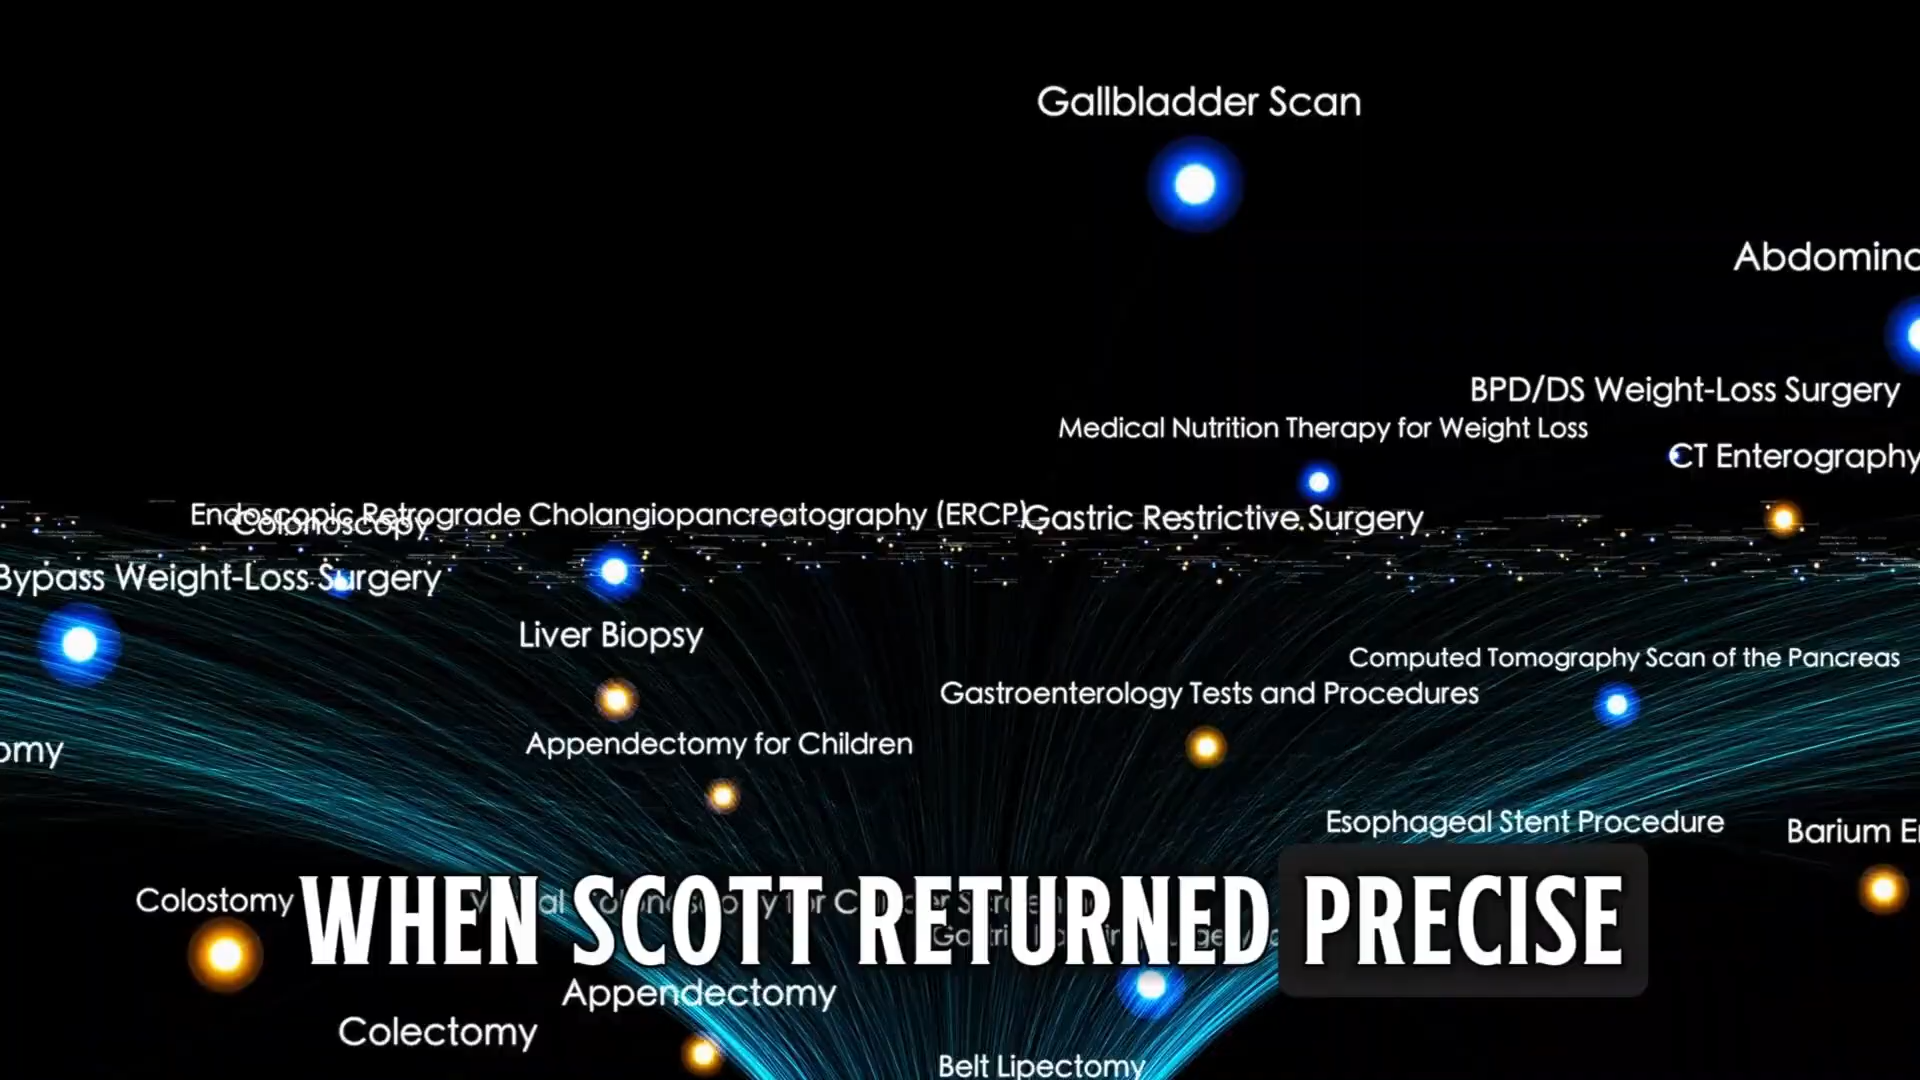 Gallbladder Scan
Abdomin
BPD/DS Weight-Loss Surgery
Medical Nutrition Therapy for Weight Loss
CT Enterography
Endoscopic Retrograde Cholangiopancreatography (ERCP)
Colonoscopy
Gastric Restrictive Surgery
Bypass Weight-Loss Surgery
Liver Biopsy
Computed Tomography Scan of the Pancreas
Gastroenterology Tests and Procedures
Appendectomy for Children
omy
Esophageal Stent Procedure
Barium E
Colostomy
WHEN SCOTT RETURNED PRECISE
Appendectomy
Colectomy
Belt Lipectomy